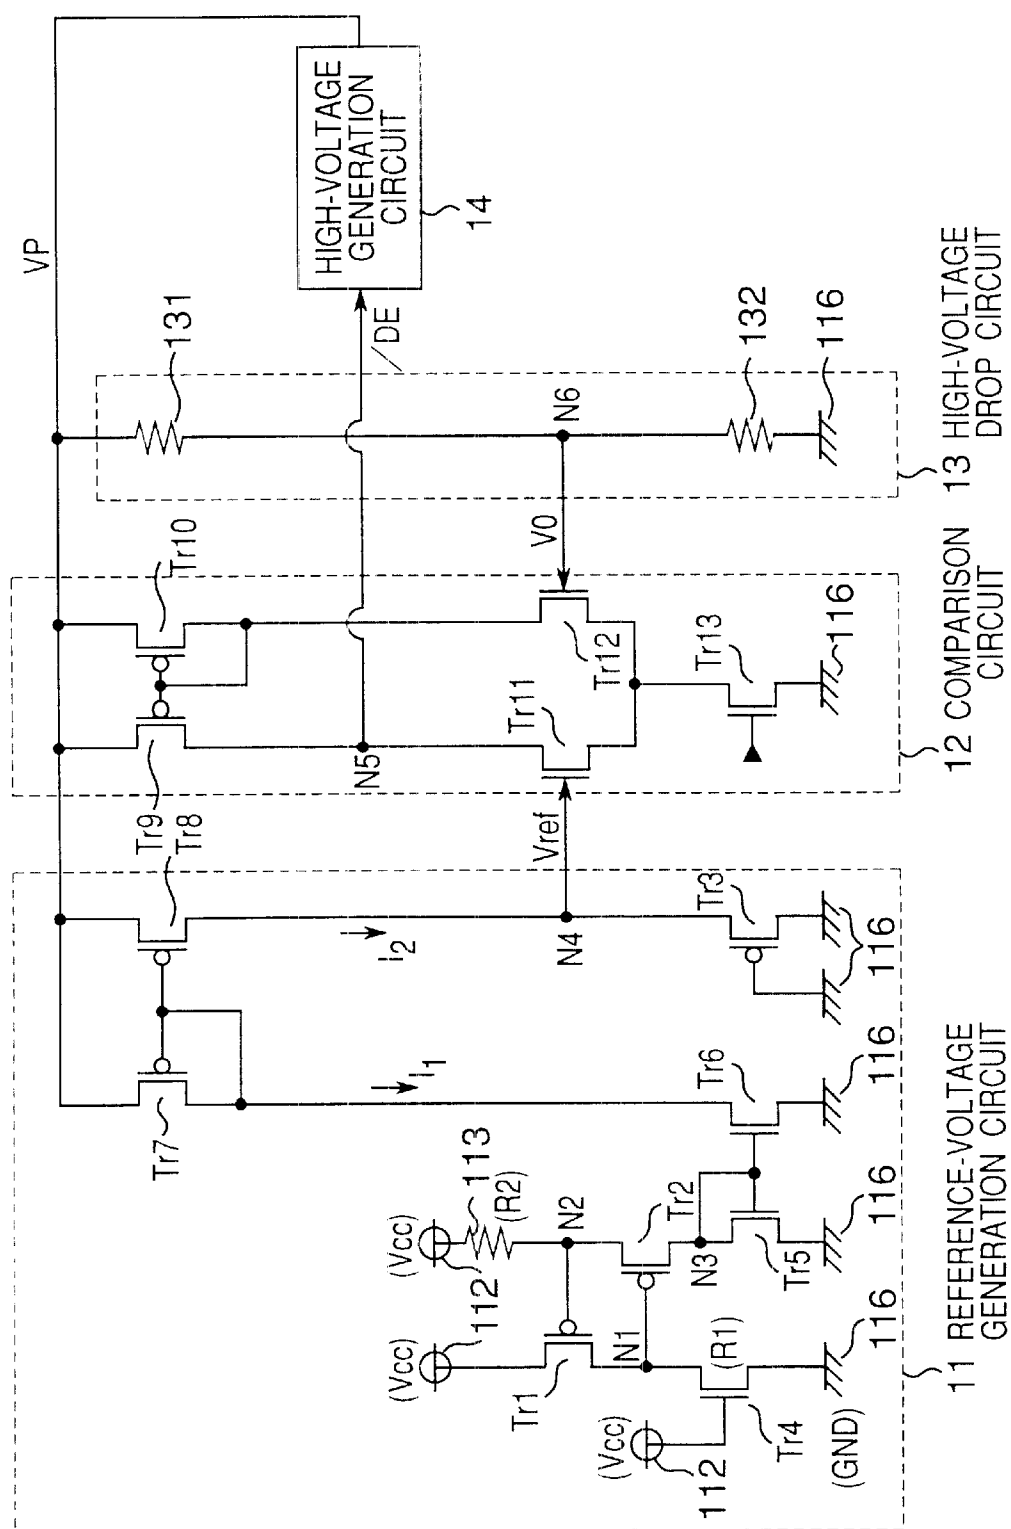 VP
HIGH-VOLTAGE
GENERATION
CIRCUIT
14
DE
131
N6
132
116
13 HIGH-VOLTAGE
DROP CIRCUIT
Tr10
Tr9
N5
V0
Tr12
Tr11
Tr13
116
12 COMPARISON
CIRCUIT
Tr8
Tr7
I2
I1
N4
Vref
Tr3
116
Tr6
116
(Vcc)
112
113
(R2)
N2
Tr2
N3
Tr5
116
(Vcc)
Tr1
N1
(R1)
116
(Vcc)
112
Tr4
(GND)
11 REFERENCE-VOLTAGE
GENERATION CIRCUIT